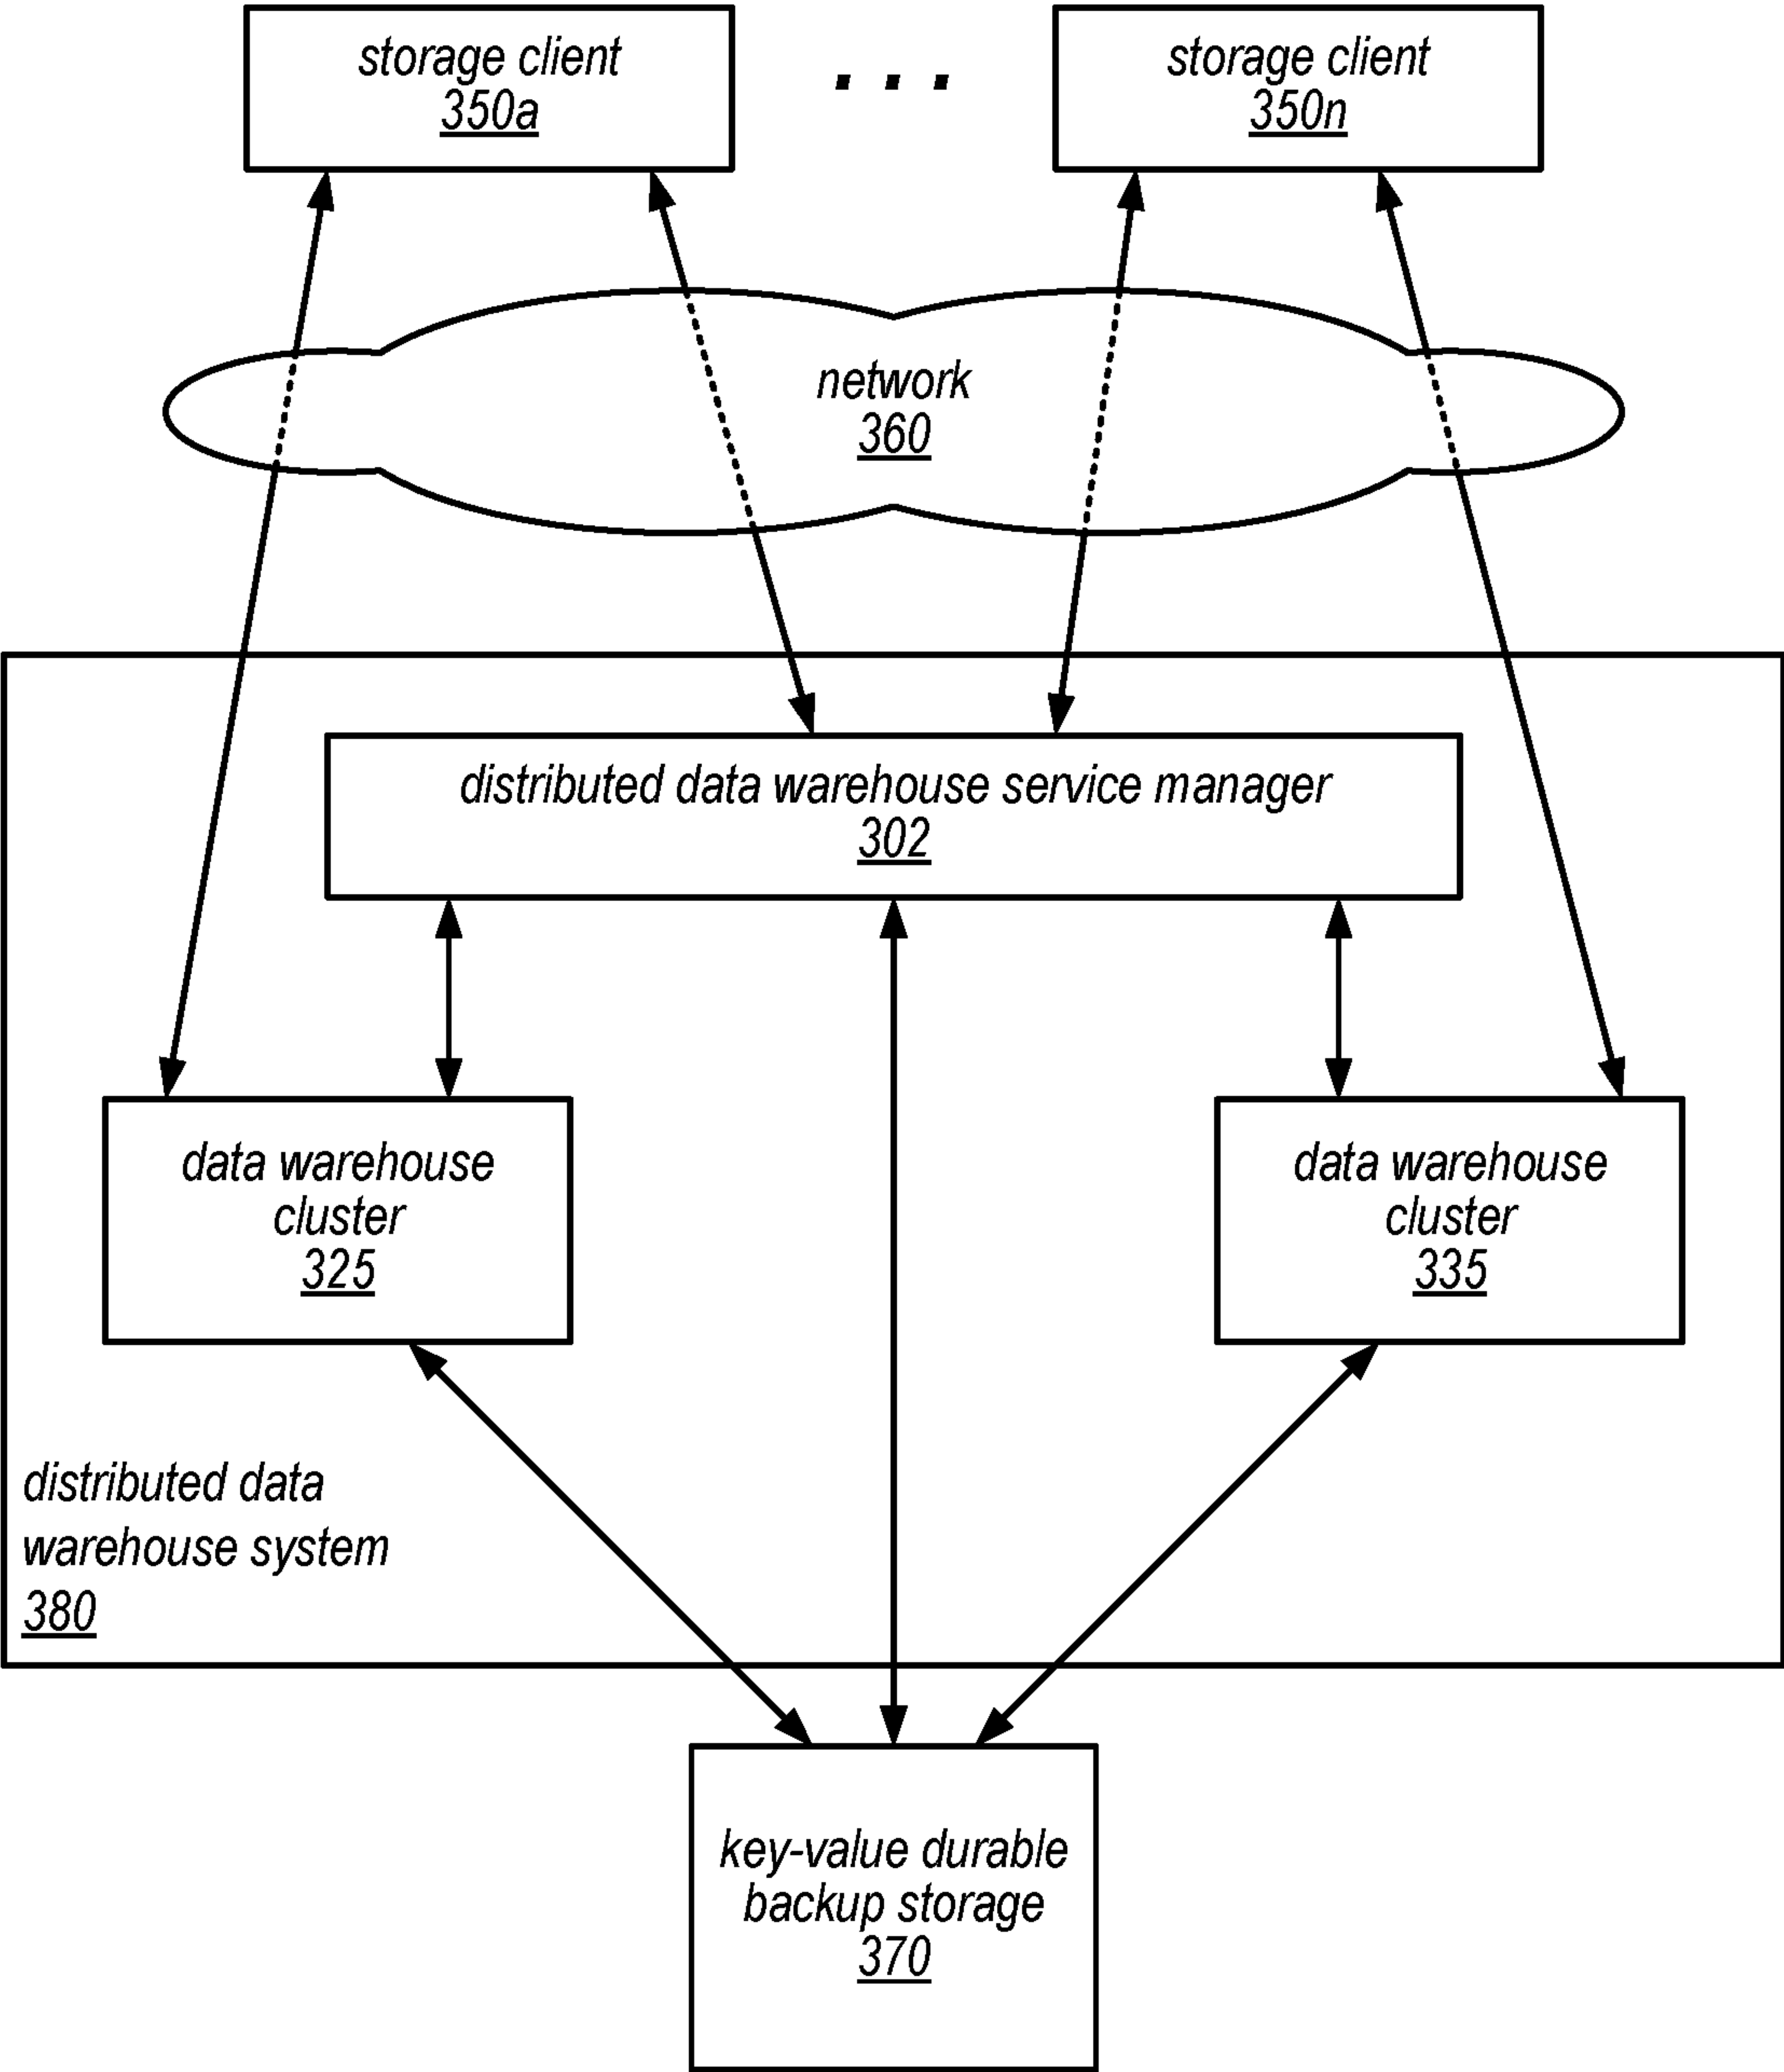 storage client
350a
. . .
storage client
350n
network
360
distributed data warehouse service manager
302
data warehouse
cluster
325
data warehouse
cluster
335
distributed data
warehouse system
380
key-value durable
backup storage
370